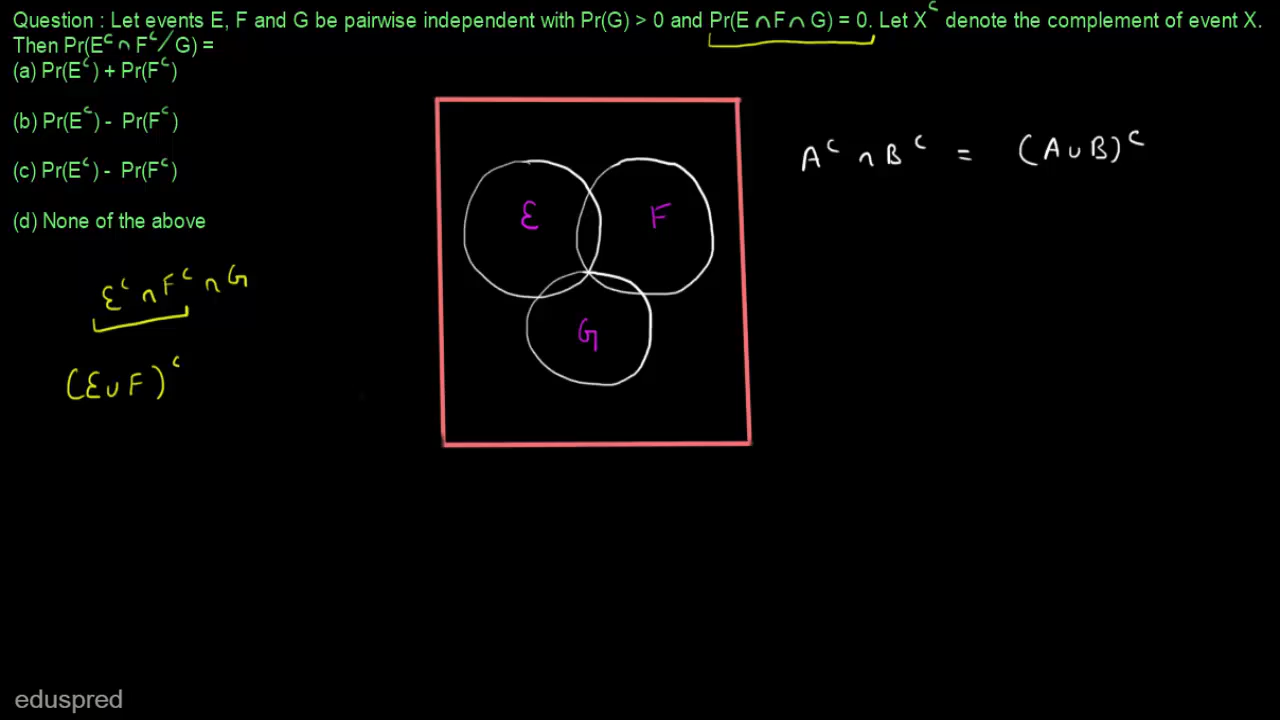 Question : Let events E, F and G be pairwise independent with Pr(G) > 0 and Pr(E ∩ F ∩ G) = 0. Let X^c denote the complement of event X.
Then Pr(E^c ∩ F^c / G) =
(a) Pr(E^c) + Pr(F^c)
(b) Pr(E^c) - Pr(F^c)
(c) Pr(E^c) - Pr(F^c)
(d) None of the above
E^c ∩ F^c ∩ G
(E ∪ F)^c
E
F
G
A^c ∩ B^c = (A ∪ B)^c
eduspred